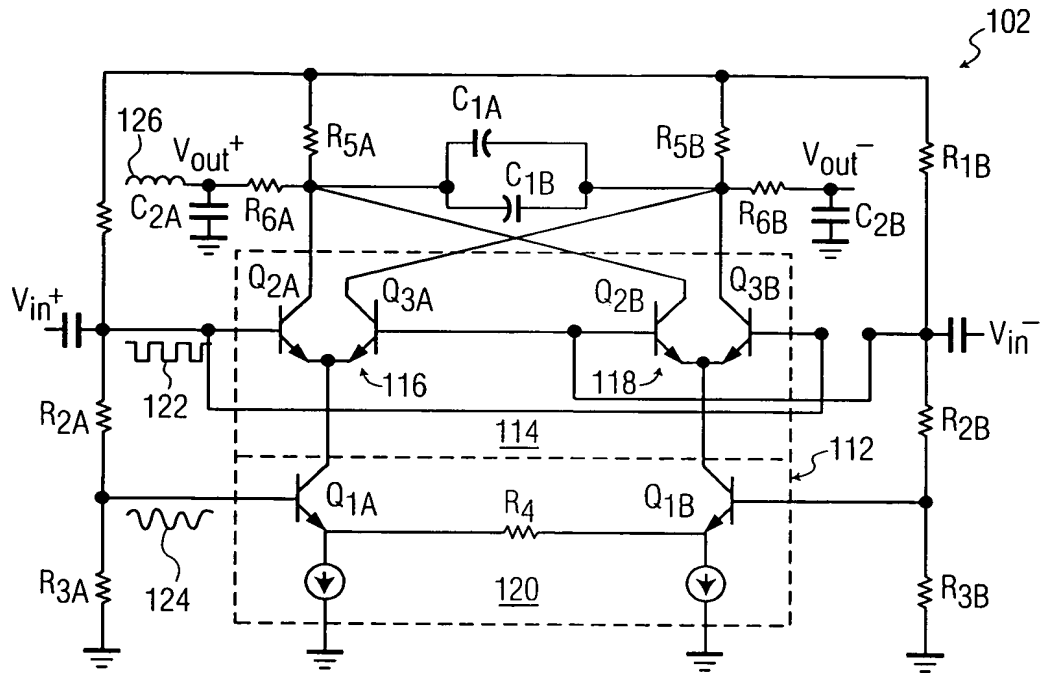 102
C1A
126
Vout+
R5A
R5B
Vout-
R1B
C1B
C2A
R6A
R6B
C2B
Q2A
Q3A
Q2B
Q3B
Vin+
Vin-
122
116
118
R2A
114
R2B
112
Q1A
R4
Q1B
R3A
124
120
R3B